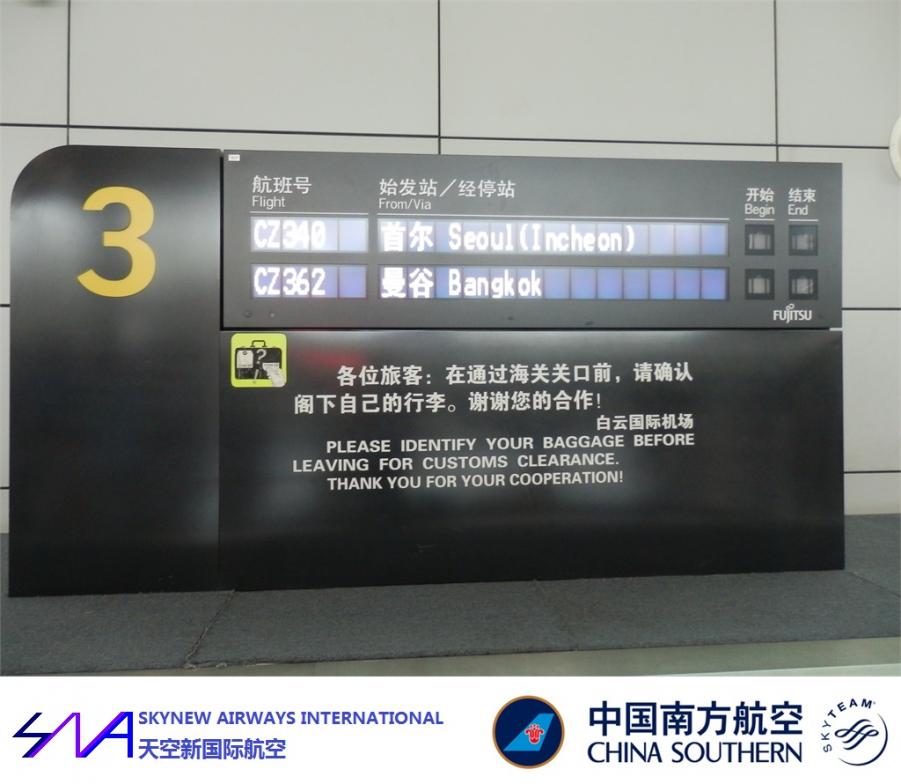 3
航班号
始发站／经停站
开始
结束
Flight
From/Via
Begin
End
CZ340
首尔 Seoul(Incheon)
CZ362
曼谷 Bangkok
FUJITSU
?
各位旅客：在通过海关关口前，请确认
阁下自己的行李。谢谢您的合作！
白云国际机场
PLEASE IDENTIFY YOUR BAGGAGE BEFORE
LEAVING FOR CUSTOMS CLEARANCE.
THANK YOU FOR YOUR COOPERATION!
SNA
SKYNEW AIRWAYS INTERNATIONAL
天空新国际航空
中国南方航空
CHINA SOUTHERN
SKYTEAM